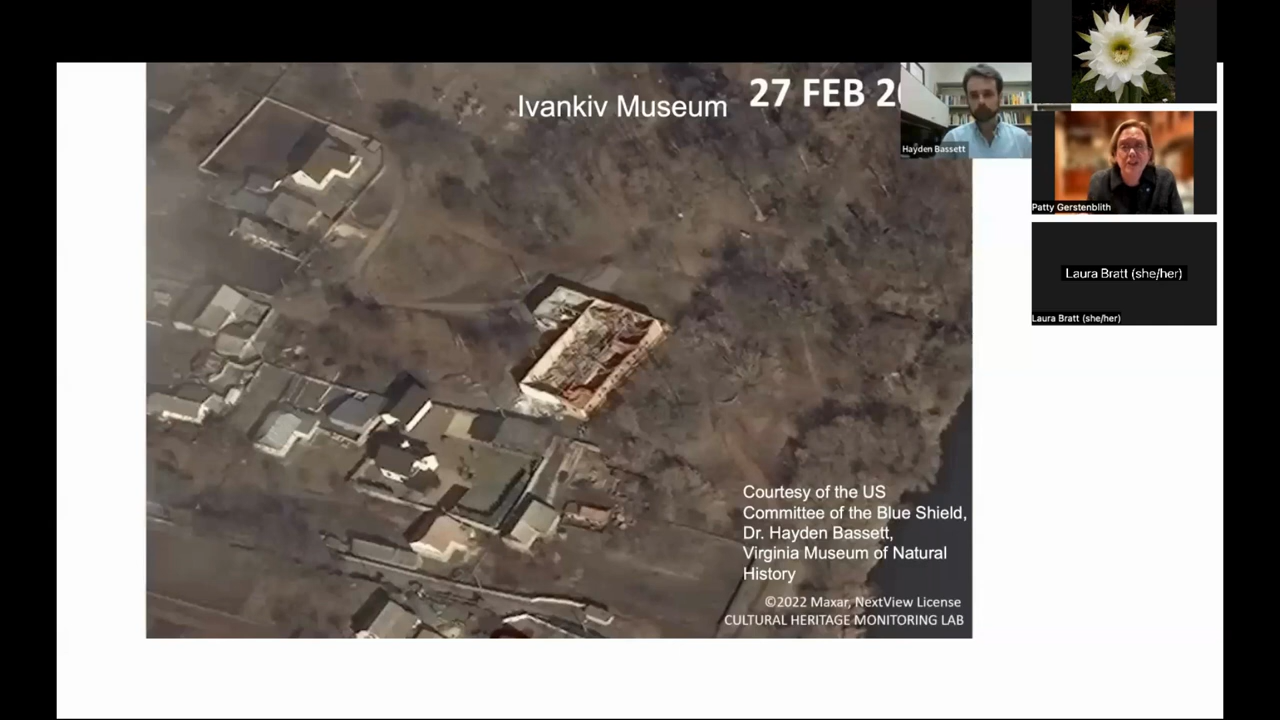 Ivankiv Museum
27 FEB 2
Hayden Bassett
Patty Gerstenblith
Laura Bratt (she/her)
Laura Bratt (she/her)
Courtesy of the US
Committee of the Blue Shield,
Dr. Hayden Bassett,
Virginia Museum of Natural
History
©2022 Maxar, NextView License
CULTURAL HERITAGE MONITORING LAB